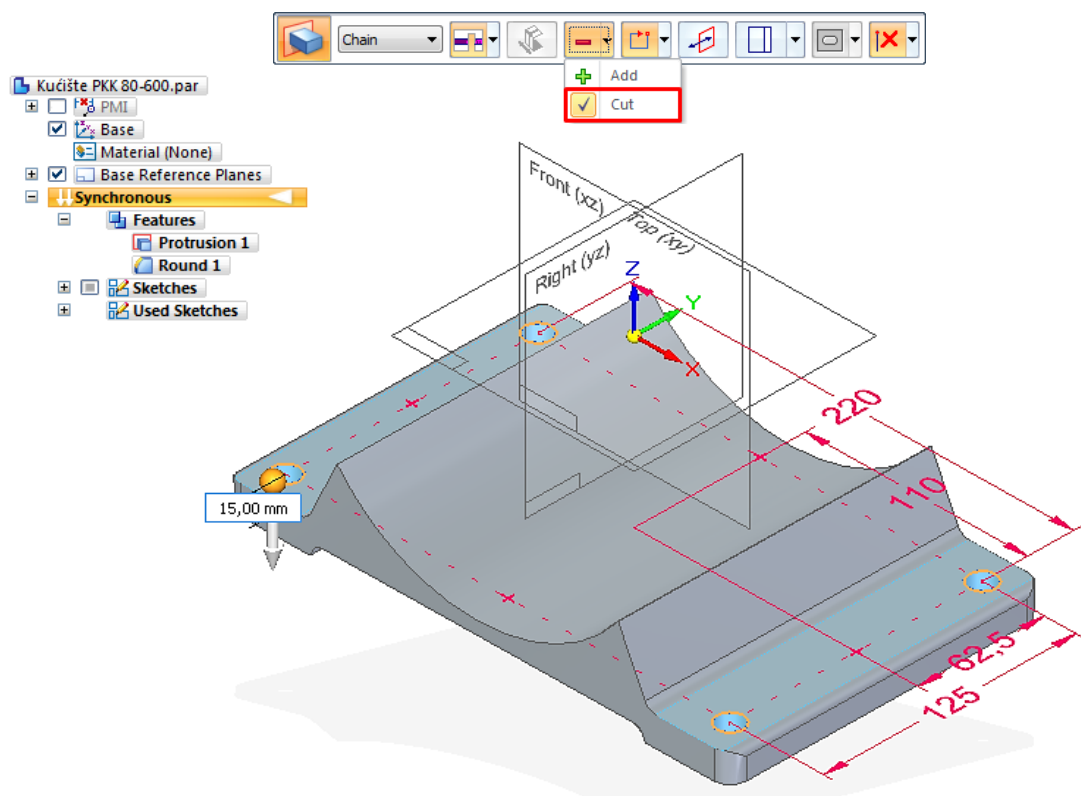 Chain
Add
Cut
Kućište PKK 80-600.par
PMI
Base
Material (None)
Base Reference Planes
Synchronous
Features
Protrusion 1
Round 1
Sketches
Used Sketches
Front (xz)
Top (xy)
Right (yz)
Z
Y
X
220
110
15,00 mm
62,5
125